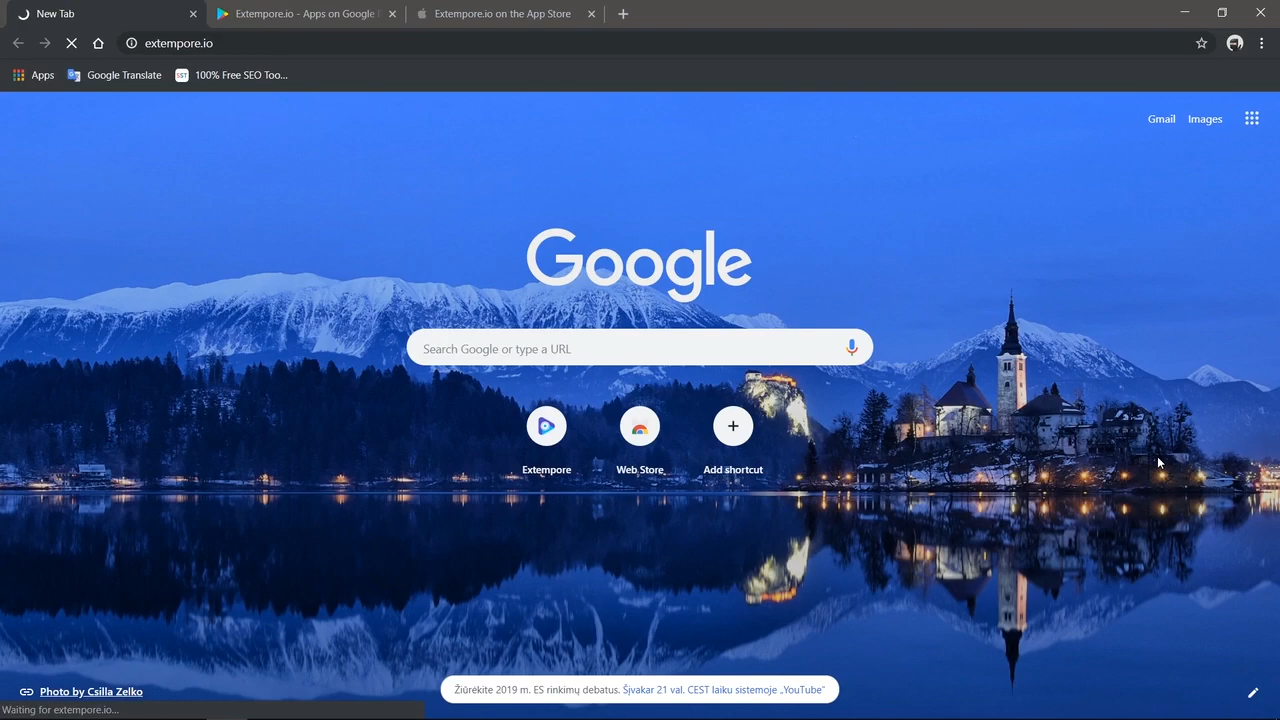 New Tab
Extempore.io - Apps on Google
Extempore.io on the App Store
extempore.io
Apps
Google Translate
SST
100% Free SEO Too...
Gmail
Images
Google
Search Google or type a URL
Extempore
Web Store
Add shortcut
Photo by Csilla Zelko
Žiūrėkite 2019 m. ES rinkimų debatus. Šįvakar 21 val. CEST laiku sistemoje „YouTube“
Waiting for extempore.io...